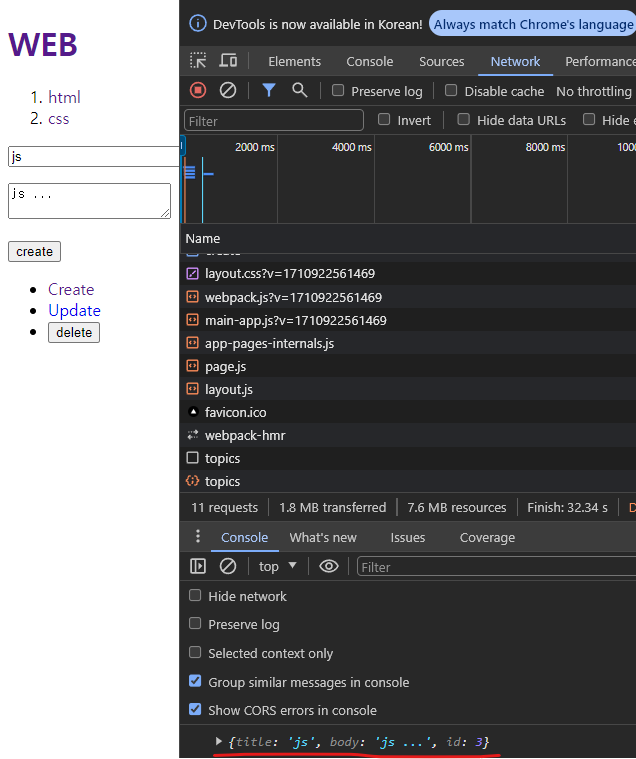 WEB
1. html
2. css
js
js ...
create
Create
Update
delete
DevTools is now available in Korean! Always match Chrome's language
Elements Console Sources Network Performance
Preserve log Disable cache No throttling
Filter Invert Hide data URLs Hide e
2000 ms 4000 ms 6000 ms 8000 ms 1000
Name
create
layout.css?v=1710922561469
webpack.js?v=1710922561469
main-app.js?v=1710922561469
app-pages-internals.js
page.js
layout.js
favicon.ico
webpack-hmr
topics
topics
11 requests 1.8 MB transferred 7.6 MB resources Finish: 32.34 s D
Console What's new Issues Coverage
top Filter
Hide network
Preserve log
Selected context only
Group similar messages in console
Show CORS errors in console
{title: 'js', body: 'js ...', id: 3}